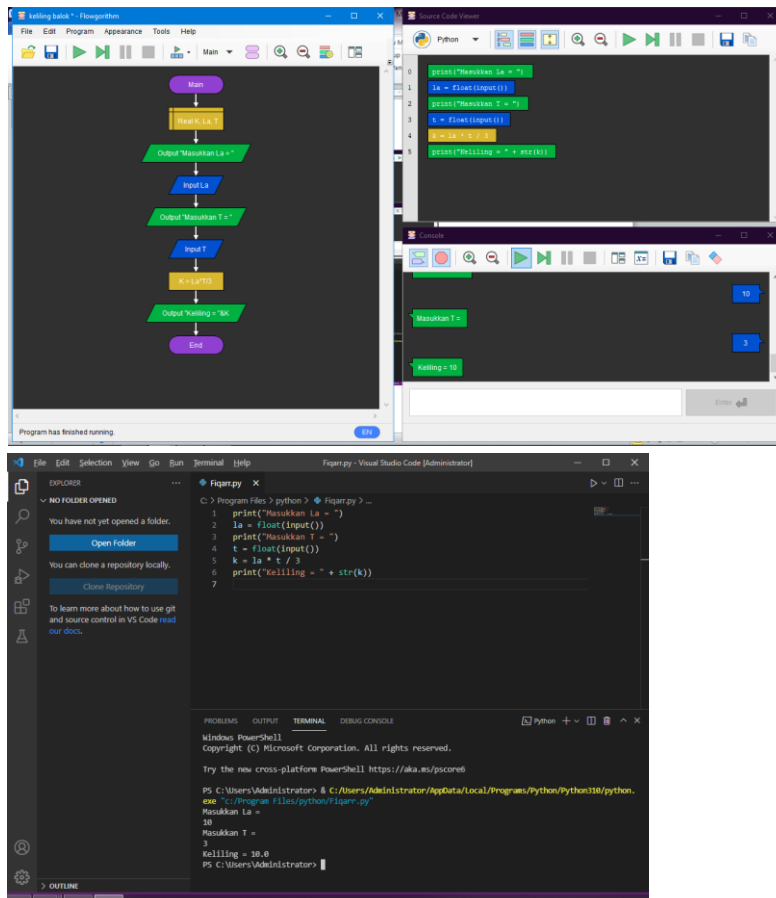 keliling balok * - Flowgorithm
File Edit Program Appearance Tools Help
Main
Main
Real K, La, T
Output "Masukkan La = "
Input La
Output "Masukkan T = "
Input T
K = La*T/3
Output "Keliling = "&K
End
Program has finished running.
EN
Source Code Viewer
Python
0 print("Masukkan La = ")
1 la = float(input())
2 print("Masukkan T = ")
3 t = float(input())
4 k = la * t / 3
5 print("Keliling = " + str(k))
Console
10
Masukkan T =
3
Keliling = 10
Enter
File Edit Selection View Go Run Terminal Help
Fiqarr.py - Visual Studio Code [Administrator]
EXPLORER
NO FOLDER OPENED
You have not yet opened a folder.
Open Folder
You can clone a repository locally.
Clone Repository
To learn more about how to use git
and source control in VS Code read
our docs.
OUTLINE
Fiqarr.py
C: > Program Files > python > Fiqarr.py > ...
1 print("Masukkan La = ")
2 la = float(input())
3 print("Masukkan T = ")
4 t = float(input())
5 k = la * t / 3
6 print("Keliling = " + str(k))
7
PROBLEMS OUTPUT TERMINAL DEBUG CONSOLE
Python
Windows PowerShell
Copyright (C) Microsoft Corporation. All rights reserved.
Try the new cross-platform PowerShell https://aka.ms/pscore6
PS C:\Users\Administrator> & C:/Users/Administrator/AppData/Local/Programs/Python/Python310/python.
exe "c:/Program Files/python/Fiqarr.py"
Masukkan La =
10
Masukkan T =
3
Keliling = 10.0
PS C:\Users\Administrator>